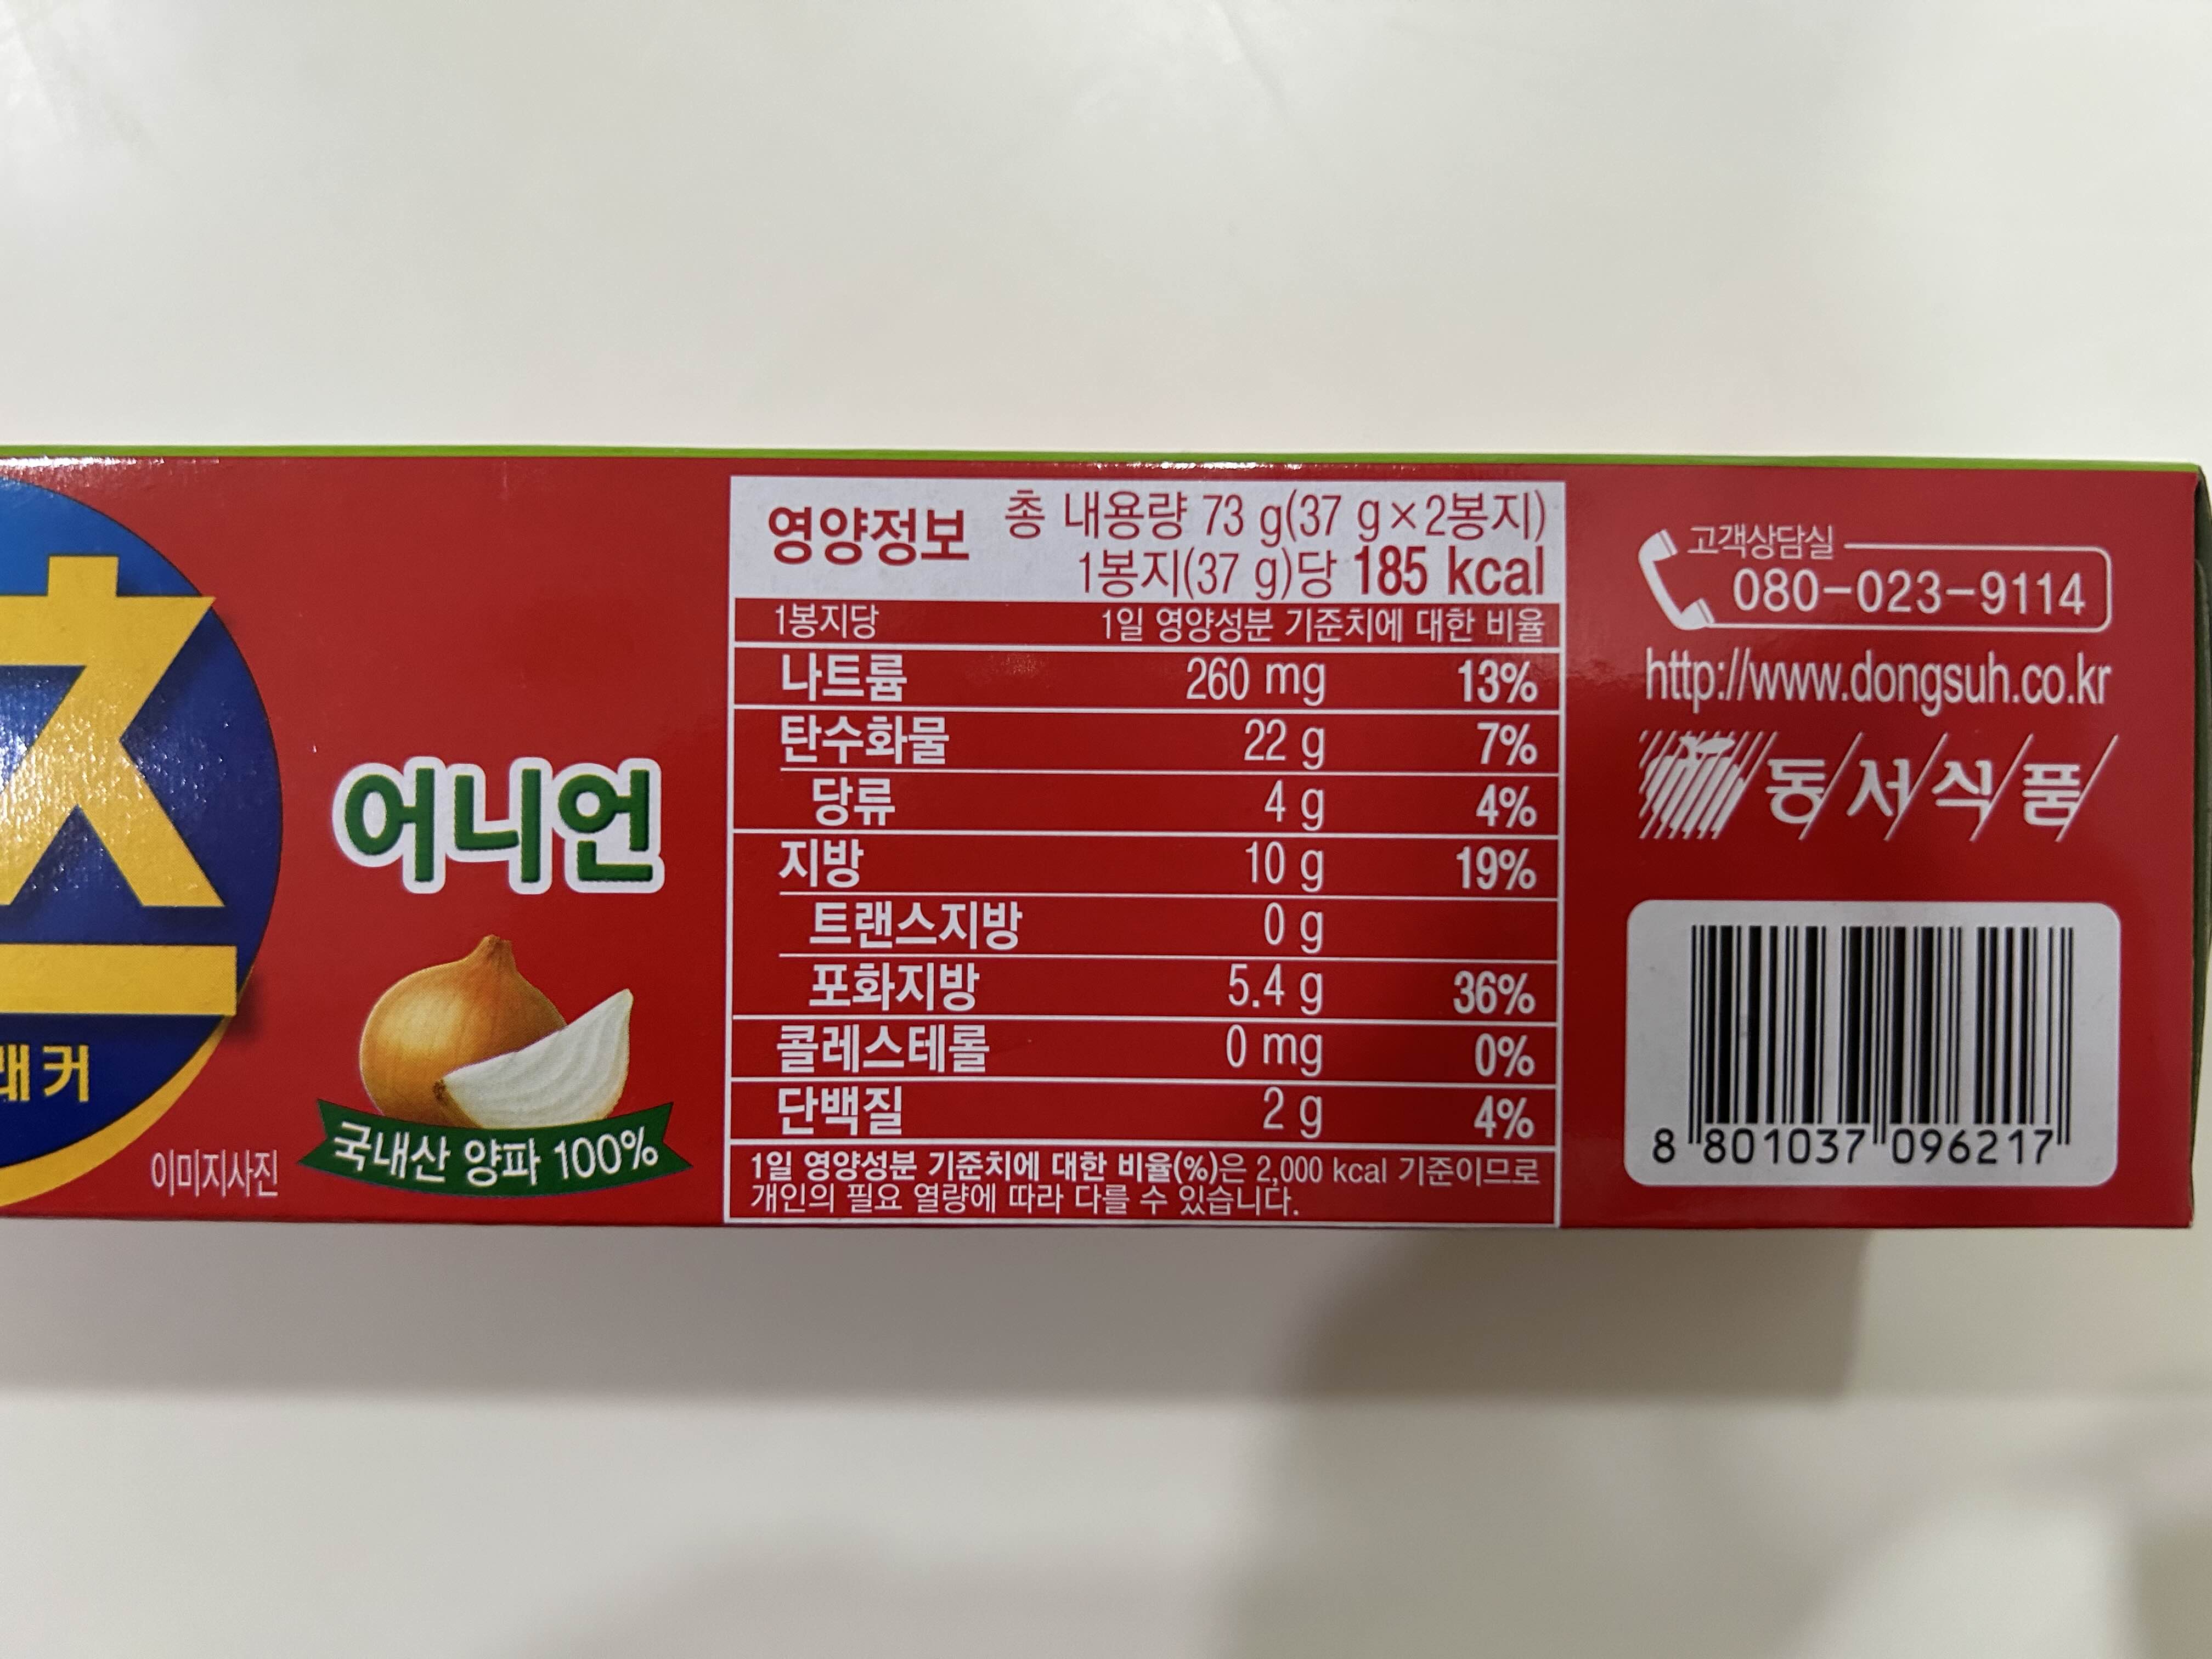 츠
래커
이미지사진
어니언
국내산 양파 100%
영양정보
총 내용량 73 g(37 g×2봉지)
1봉지(37 g)당 185 kcal
1봉지당 1일 영양성분 기준치에 대한 비율
나트륨 260 mg 13%
탄수화물 22 g 7%
당류 4 g 4%
지방 10 g 19%
트랜스지방 0 g
포화지방 5.4 g 36%
콜레스테롤 0 mg 0%
단백질 2 g 4%
1일 영양성분 기준치에 대한 비율(%)은 2,000 kcal 기준이므로
개인의 필요 열량에 따라 다를 수 있습니다.
고객상담실
080-023-9114
http://www.dongsuh.co.kr
동서식품
8 801037 096217